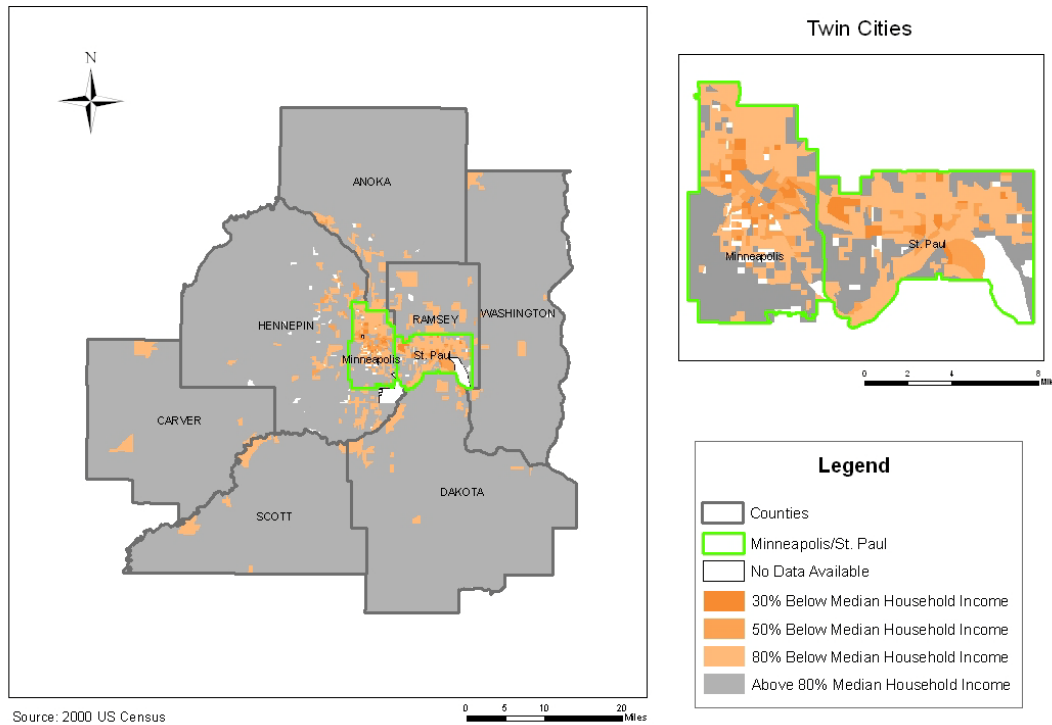 Twin Cities
N
ANOKA
HENNEPIN
RAMSEY
WASHINGTON
Minneapolis
St. Paul
CARVER
SCOTT
DAKOTA
Source: 2000 US Census
0 5 10 20
Miles
Minneapolis
St. Paul
0 2 4 8
Legend
Counties
Minneapolis/St. Paul
No Data Available
30% Below Median Household Income
50% Below Median Household Income
80% Below Median Household Income
Above 80% Median Household Income